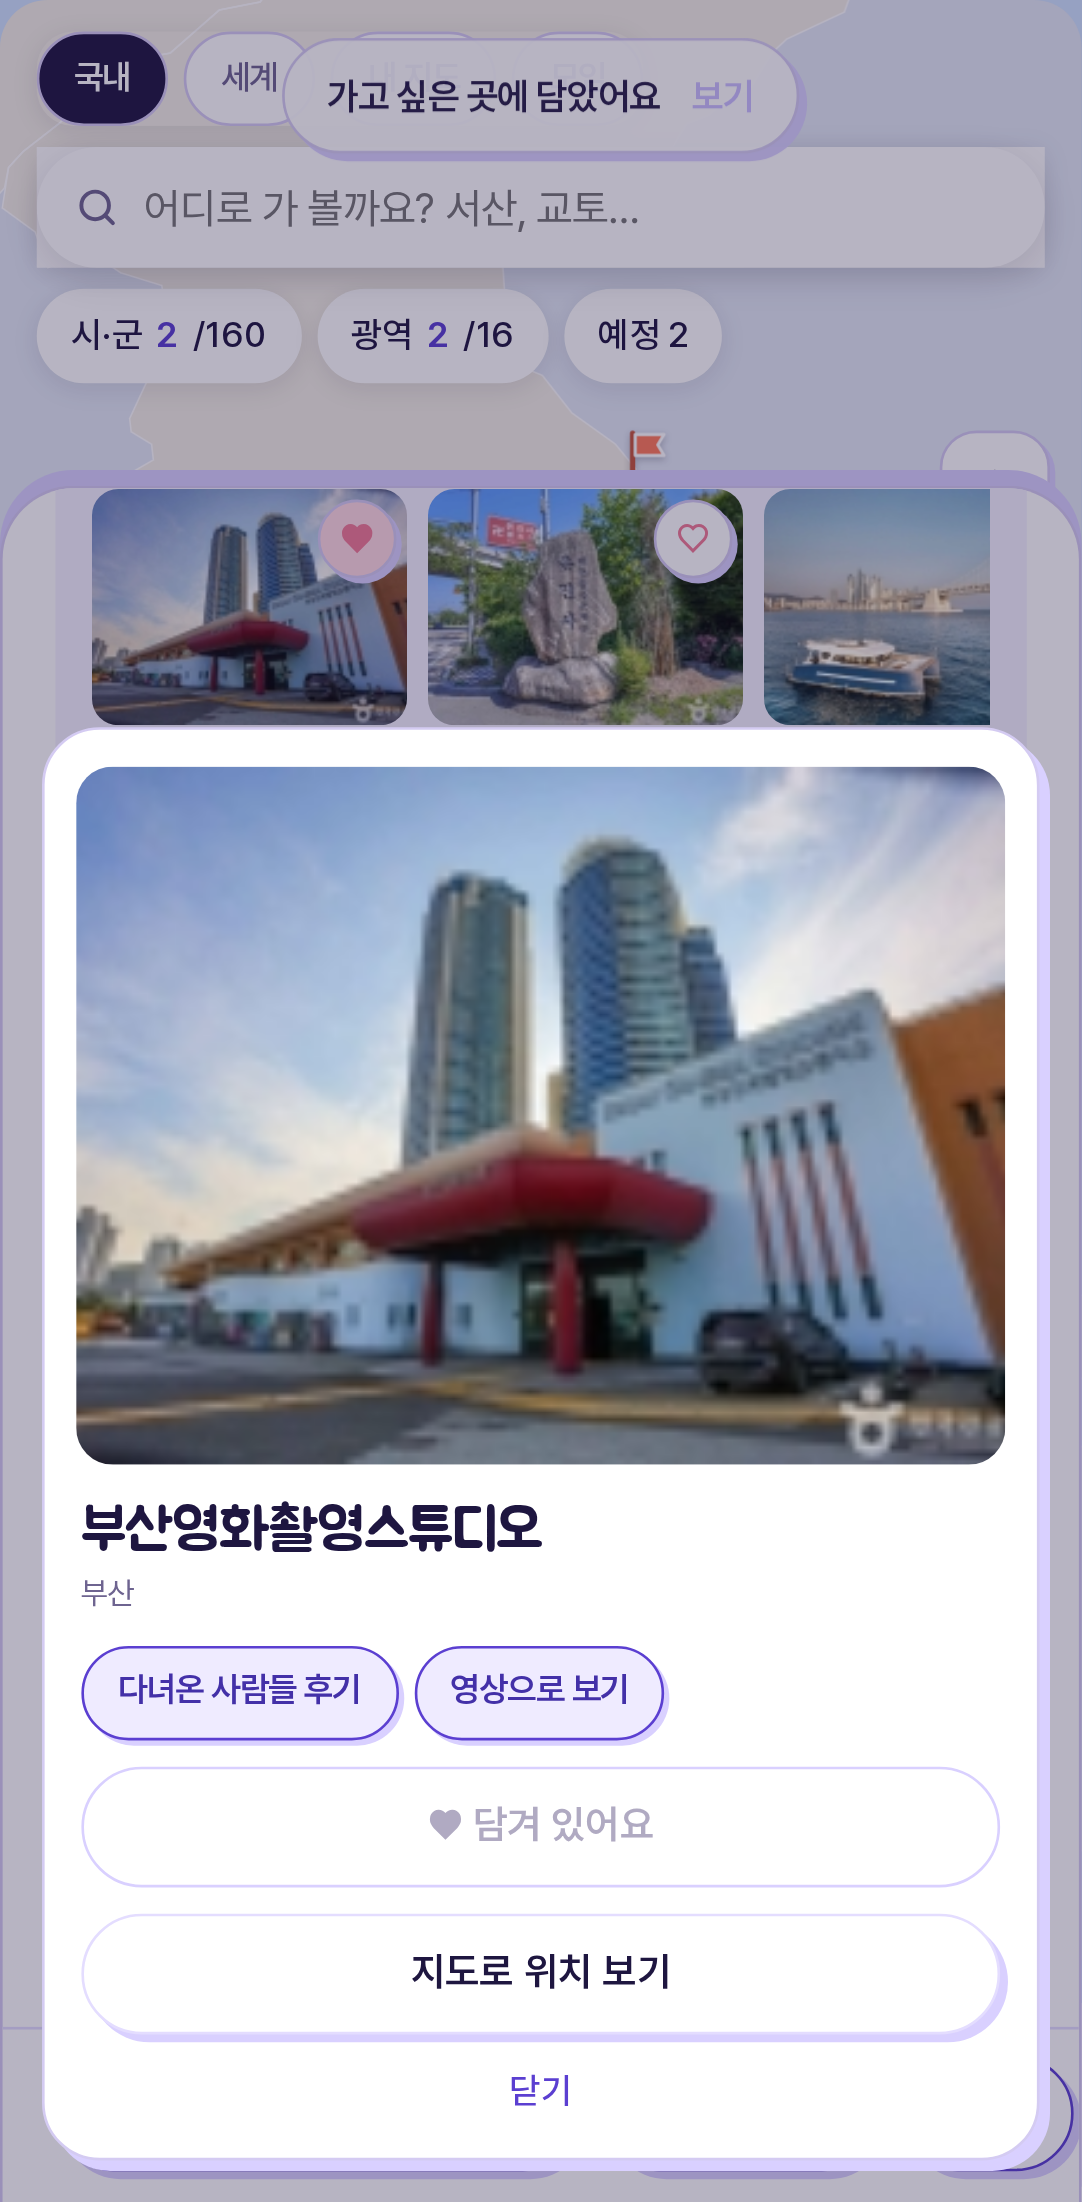 국내
세계
가고 싶은 곳에 담았어요 보기
어디로 가 볼까요? 서산, 교토...
시·군 2 /160
광역 2 /16
예정 2
부산영화촬영스튜디오
부산
다녀온 사람들 후기
영상으로 보기
담겨 있어요
지도로 위치 보기
닫기